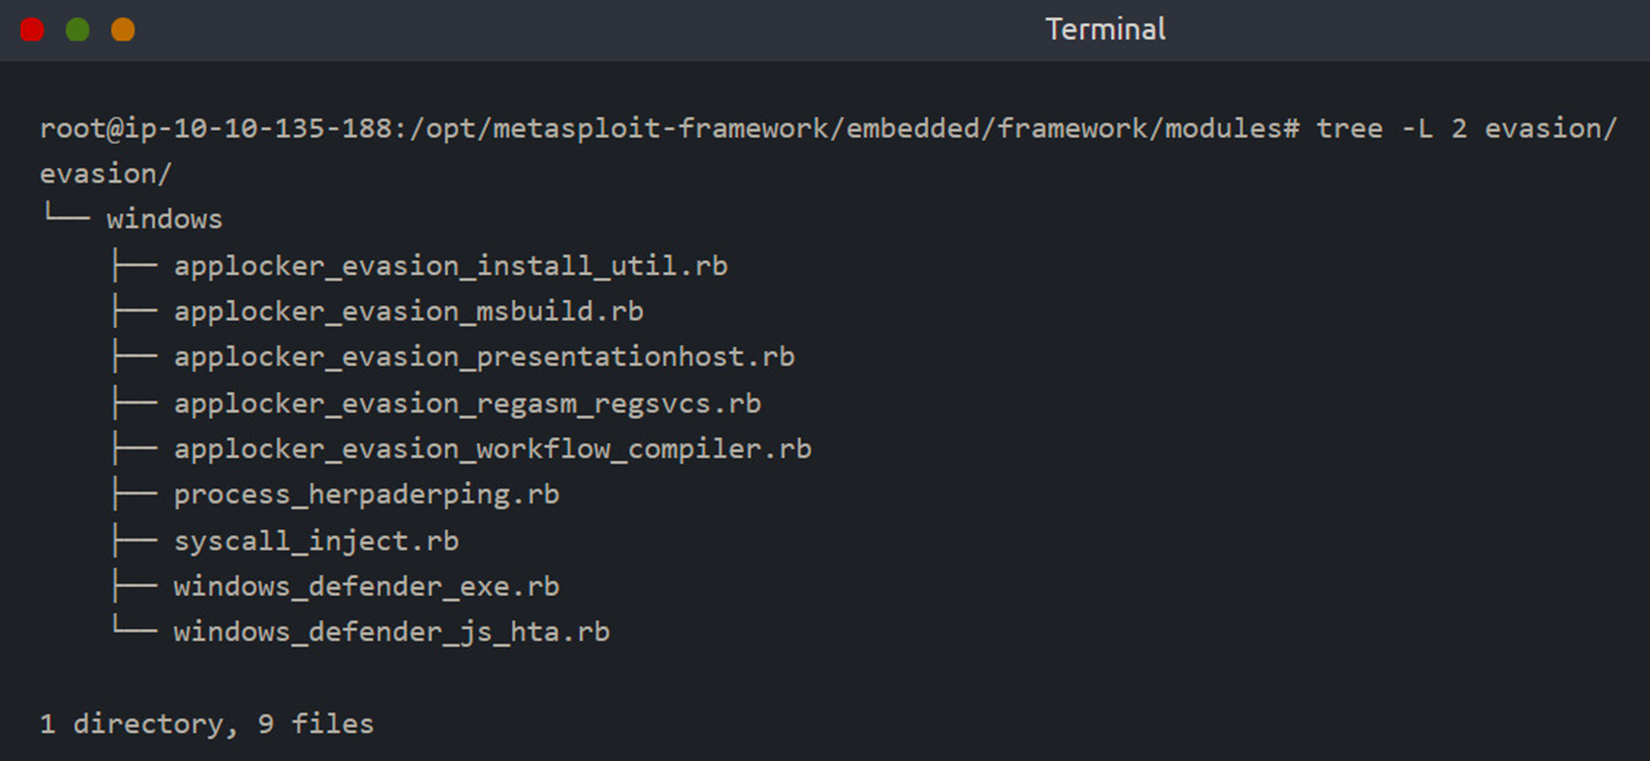 Terminal
root@ip-10-10-135-188:/opt/metasploit-framework/embedded/framework/modules# tree -L 2 evasion/
evasion/
└── windows
    ├── applocker_evasion_install_util.rb
    ├── applocker_evasion_msbuild.rb
    ├── applocker_evasion_presentationhost.rb
    ├── applocker_evasion_regasm_regsvcs.rb
    ├── applocker_evasion_workflow_compiler.rb
    ├── process_herpaderping.rb
    ├── syscall_inject.rb
    ├── windows_defender_exe.rb
    └── windows_defender_js_hta.rb
1 directory, 9 files